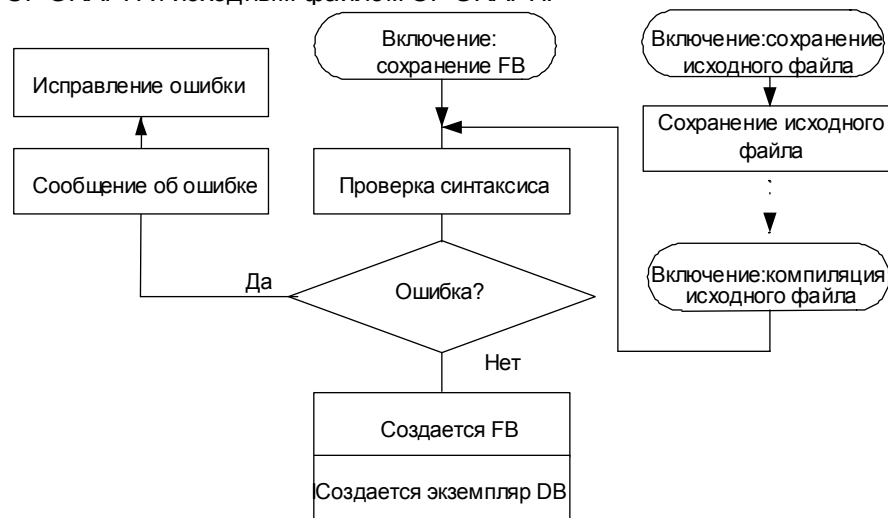 Включение:
сохранение FB
Включение:сохранение
исходного файла
Исправление ошибки
Сохранение исходного
файла
Сообщение об ошибке
Проверка синтаксиса
Включение:компиляция
исходного файла
Да
Ошибка?
Нет
Создается FB
Создается экземпляр DB